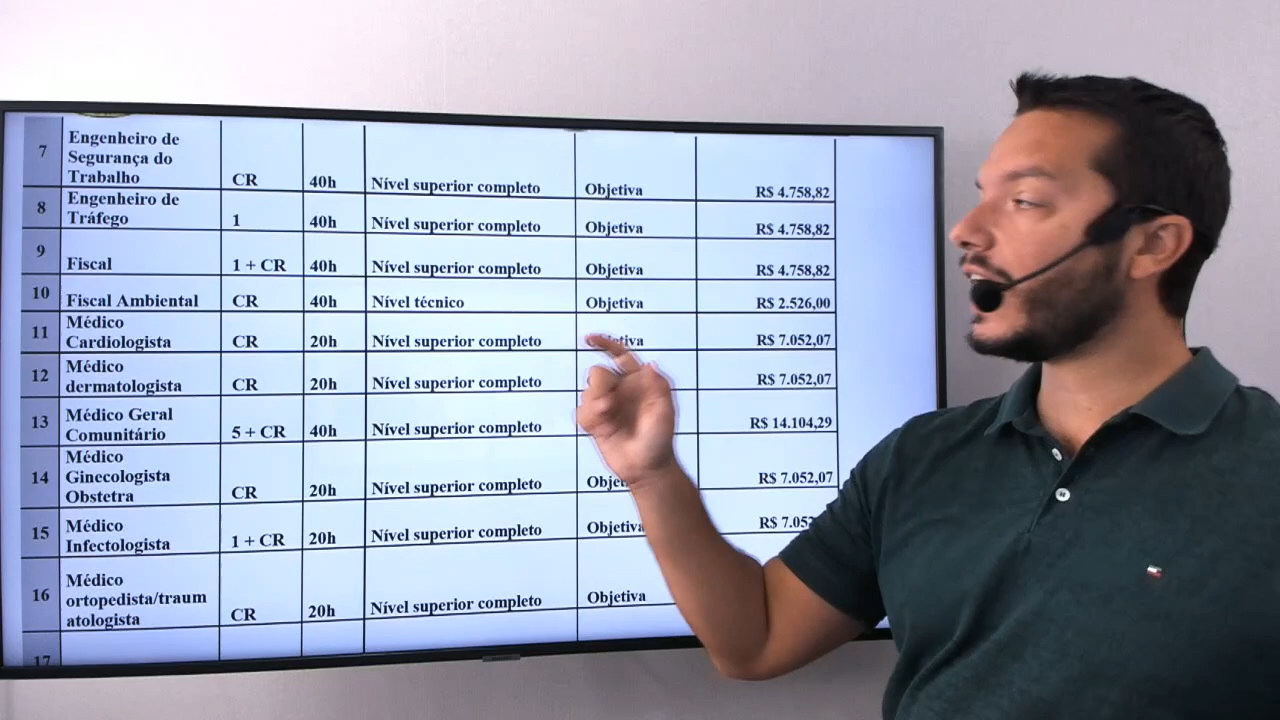 7 Engenheiro de
Segurança do
Trabalho CR 40h Nível superior completo Objetiva R$ 4.758,82
8 Engenheiro de
Tráfego 1 40h Nível superior completo Objetiva R$ 4.758,82
9 Fiscal 1 + CR 40h Nível superior completo Objetiva R$ 4.758,82
10 Fiscal Ambiental CR 40h Nível técnico Objetiva R$ 2.526,00
11 Médico
Cardiologista CR 20h Nível superior completo R$ 7.052,07
12 Médico
dermatologista CR 20h Nível superior completo R$ 7.052,07
13 Médico Geral
Comunitário 5 + CR 40h Nível superior completo R$ 14.104,29
14 Médico
Ginecologista
Obstetra CR 20h Nível superior completo R$ 7.052,07
15 Médico
Infectologista 1 + CR 20h Nível superior completo Objetiva
16 Médico
ortopedista/traum
atologista CR 20h Nível superior completo Objetiva
17